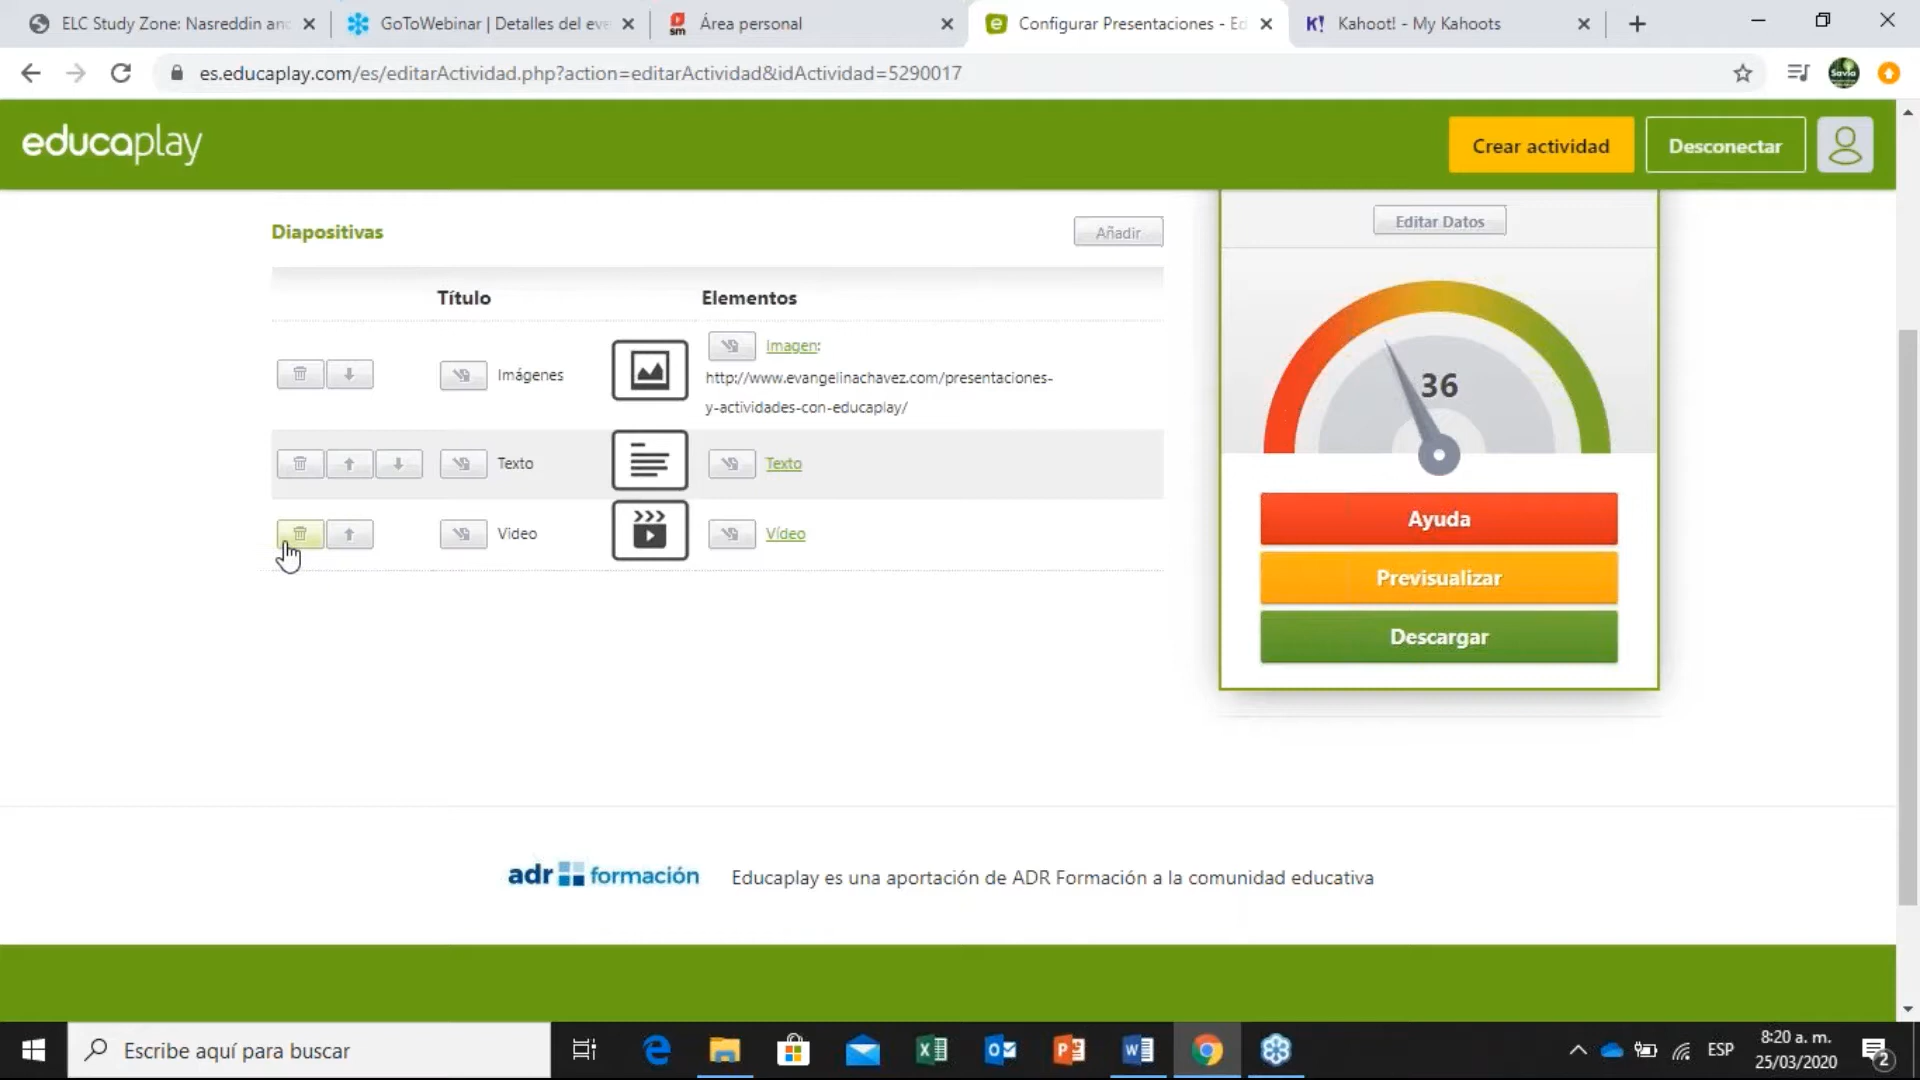 ELC Study Zone: Nasreddin an
GoToWebinar | Detalles del eve
sm
Área personal
Configurar Presentaciones - Ed
K!
Kahoot! - My Kahoots
es.educaplay.com/es/editarActividad.php?action=editarActividad&idActividad=5290017
Savia
educaplay
Crear actividad
Desconectar
Diapositivas
Añadir
Editar Datos
Título
Elementos
Imágenes
Imagen:
http://www.evangelinachavez.com/presentaciones-
y-actividades-con-educaplay/
36
Texto
Texto
Video
Vídeo
Ayuda
Previsualizar
Descargar
adr formación
Educaplay es una aportación de ADR Formación a la comunidad educativa
Escribe aquí para buscar
ESP
8:20 a. m.
25/03/2020
2